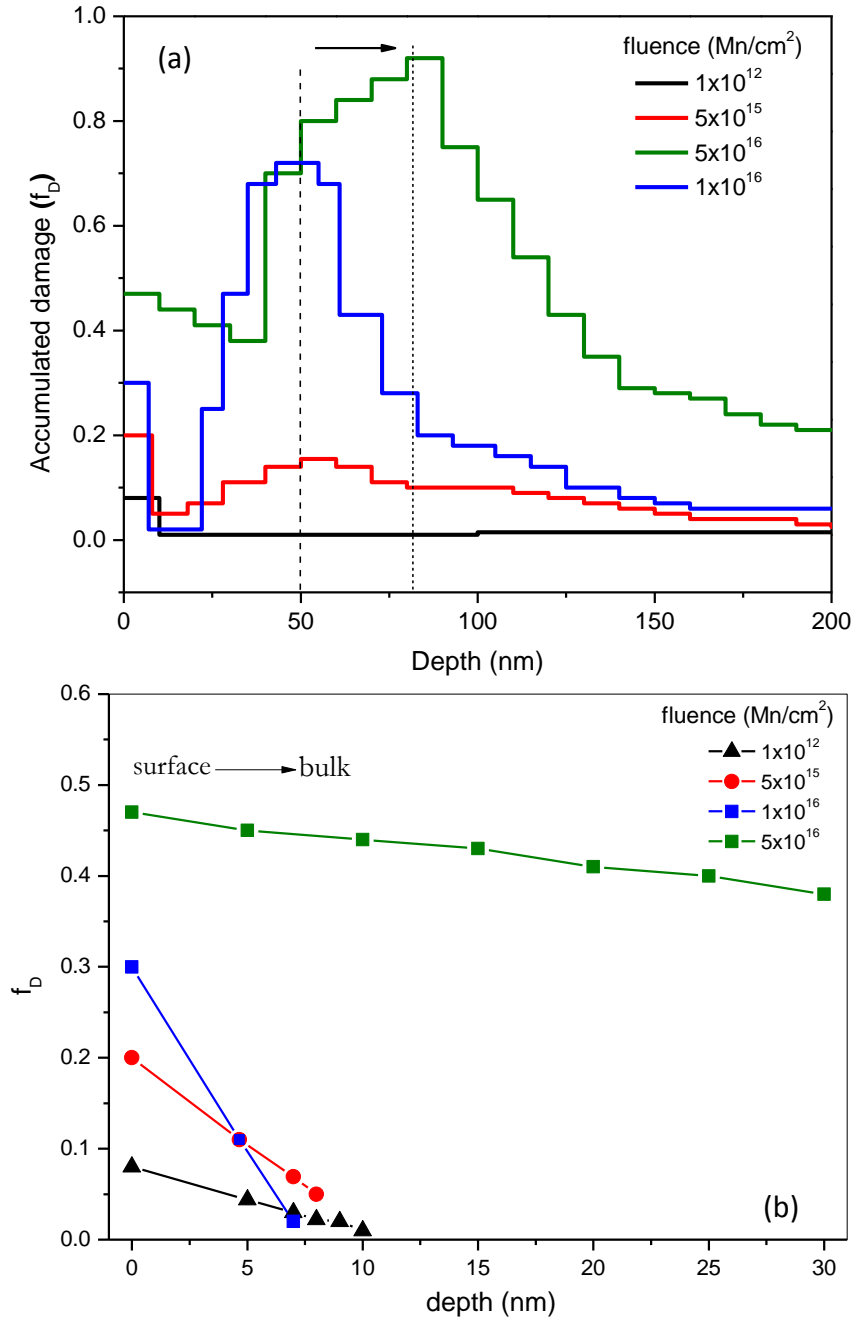 (a)
fluence (Mn/cm²)
1x10¹²
5x10¹⁵
5x10¹⁶
1x10¹⁶
Accumulated damage (f_D)
1.0
0.8
0.6
0.4
0.2
0.0
0 50 100 150 200
Depth (nm)
fluence (Mn/cm²)
1x10¹²
5x10¹⁵
1x10¹⁶
5x10¹⁶
surface bulk
f_D
0.6
0.5
0.4
0.3
0.2
0.1
0.0
(b)
0 5 10 15 20 25 30
depth (nm)